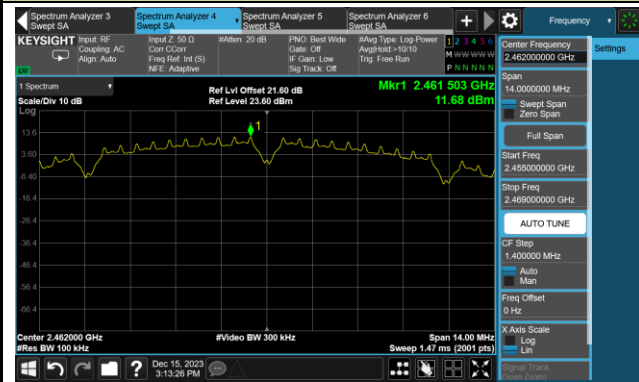 Spectrum Analyzer 3
Swept SA
Spectrum Analyzer 4
Swept SA
Spectrum Analyzer 5
Swept SA
Spectrum Analyzer 6
Swept SA
Frequency
KEYSIGHT
Input: RF
Coupling: AC
Align: Auto
Input Z: 50 Ω
Corr CCorr
Freq Ref: Int (S)
NFE: Adaptive
#Atten: 20 dB
PNO: Best Wide
Gate: Off
IF Gain: Low
Sig Track: Off
#Avg Type: Log-Power
Avg|Hold:>10/10
Trig: Free Run
1 2 3 4 5 6
M W W W W W
P N N N N N
LXI
1 Spectrum
Scale/Div 10 dB
Log
Ref Lvl Offset 21.60 dB
Ref Level 23.60 dBm
Mkr1 2.461 503 GHz
11.68 dBm
1
13.6
3.60
-6.40
-16.4
-26.4
-36.4
-46.4
-56.4
-66.4
Center 2.462000 GHz
#Res BW 100 kHz
#Video BW 300 kHz
Span 14.00 MHz
Sweep 1.47 ms (2001 pts)
Dec 15, 2023
3:13:26 PM
Center Frequency
2.462000000 GHz
Settings
Span
14.0000000 MHz
Swept Span
Zero Span
Full Span
Start Freq
2.455000000 GHz
Stop Freq
2.469000000 GHz
AUTO TUNE
CF Step
1.400000 MHz
Auto
Man
Freq Offset
0 Hz
X Axis Scale
Log
Lin
Signal Track
(Span Zoom)